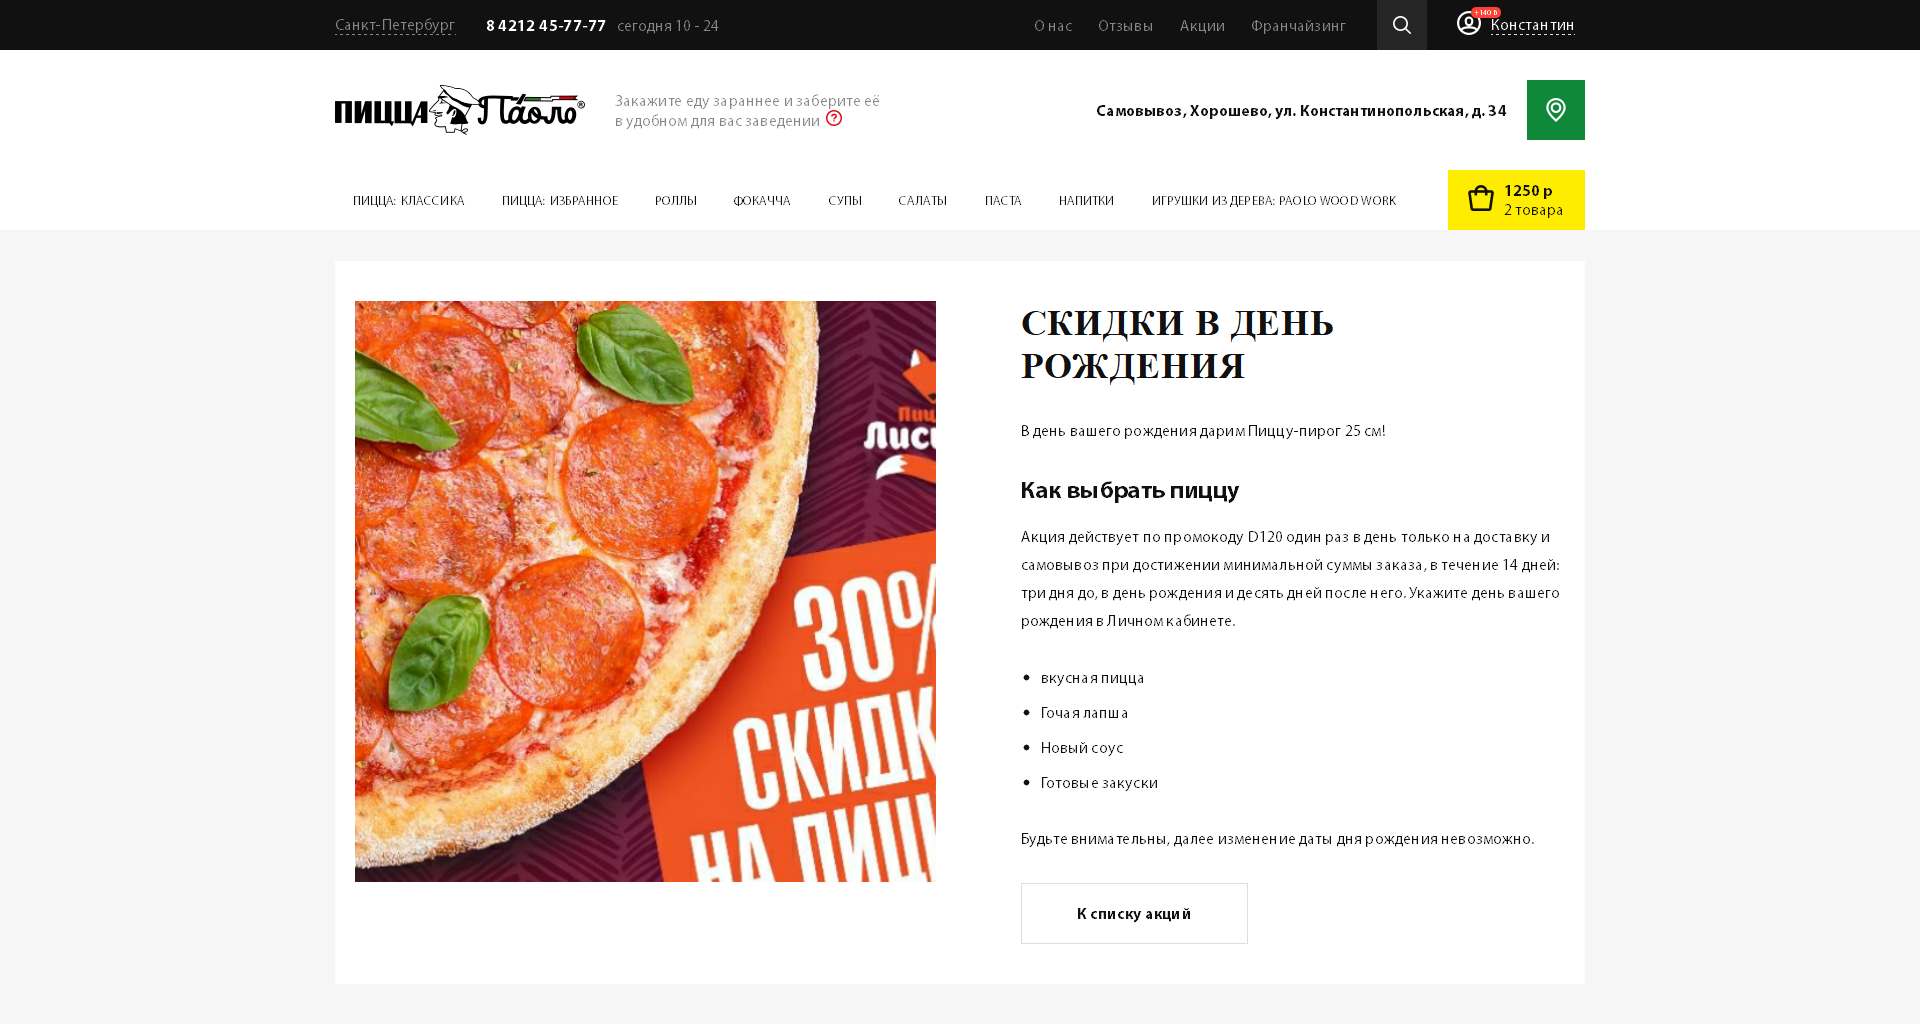 Санкт-Петербург 8 4212 45-77-77 сегодня 10 - 24 О нас Отзывы Акции Франчайзинг +140 Константин
ПИЦЦА Паоло ®
Закажите еду зараннее и заберите её
в удобном для вас заведении ?
Самовывоз, Хорошево, ул. Константинопольская, д. 34
ПИЦЦА: КЛАССИКА ПИЦЦА: ИЗБРАННОЕ РОЛЛЫ ФОКАЧЧА СУПЫ САЛАТЫ ПАСТА НАПИТКИ ИГРУШКИ ИЗ ДЕРЕВА: PAOLO WOOD WORK
1250 р
2 товара
Пиц
Лис
30%
СКИДК
НА ПИЦЦ
СКИДКИ В ДЕНЬ
РОЖДЕНИЯ
В день вашего рождения дарим Пиццу-пирог 25 см!
Как выбрать пиццу
Акция действует по промокоду D120 один раз в день только на доставку и
самовывоз при достижении минимальной суммы заказа, в течение 14 дней:
три дня до, в день рождения и десять дней после него. Укажите день вашего
рождения в Личном кабинете.
• вкусная пицца
• Гочая лапша
• Новый соус
• Готовые закуски
Будьте внимательны, далее изменение даты дня рождения невозможно.
К списку акций